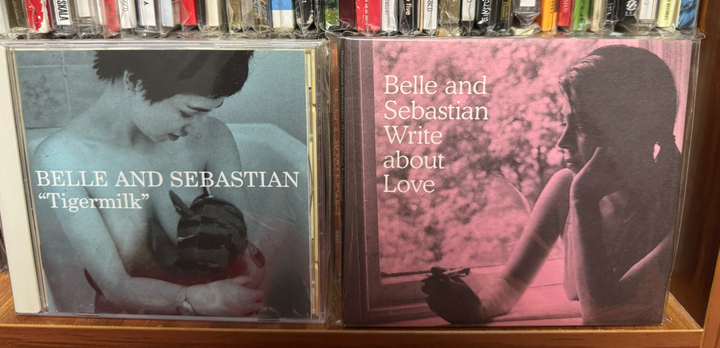 BELLE AND SEBASTIAN
“Tigermilk”
Belle and
Sebastian
Write
about
Love